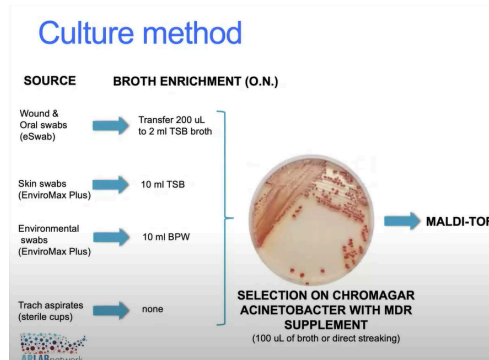 Culture method
SOURCE
BROTH ENRICHMENT (O.N.)
Wound &
Oral swabs
(eSwab)
Transfer 200 uL
to 2 ml TSB broth
Skin swabs
(EnviroMax Plus)
10 ml TSB
Environmental
swabs
(EnviroMax Plus)
10 ml BPW
Trach aspirates
(sterile cups)
none
SELECTION ON CHROMAGAR
ACINETOBACTER WITH MDR
SUPPLEMENT
(100 uL of broth or direct streaking)
MALDI-TOF
ARLABnetwork